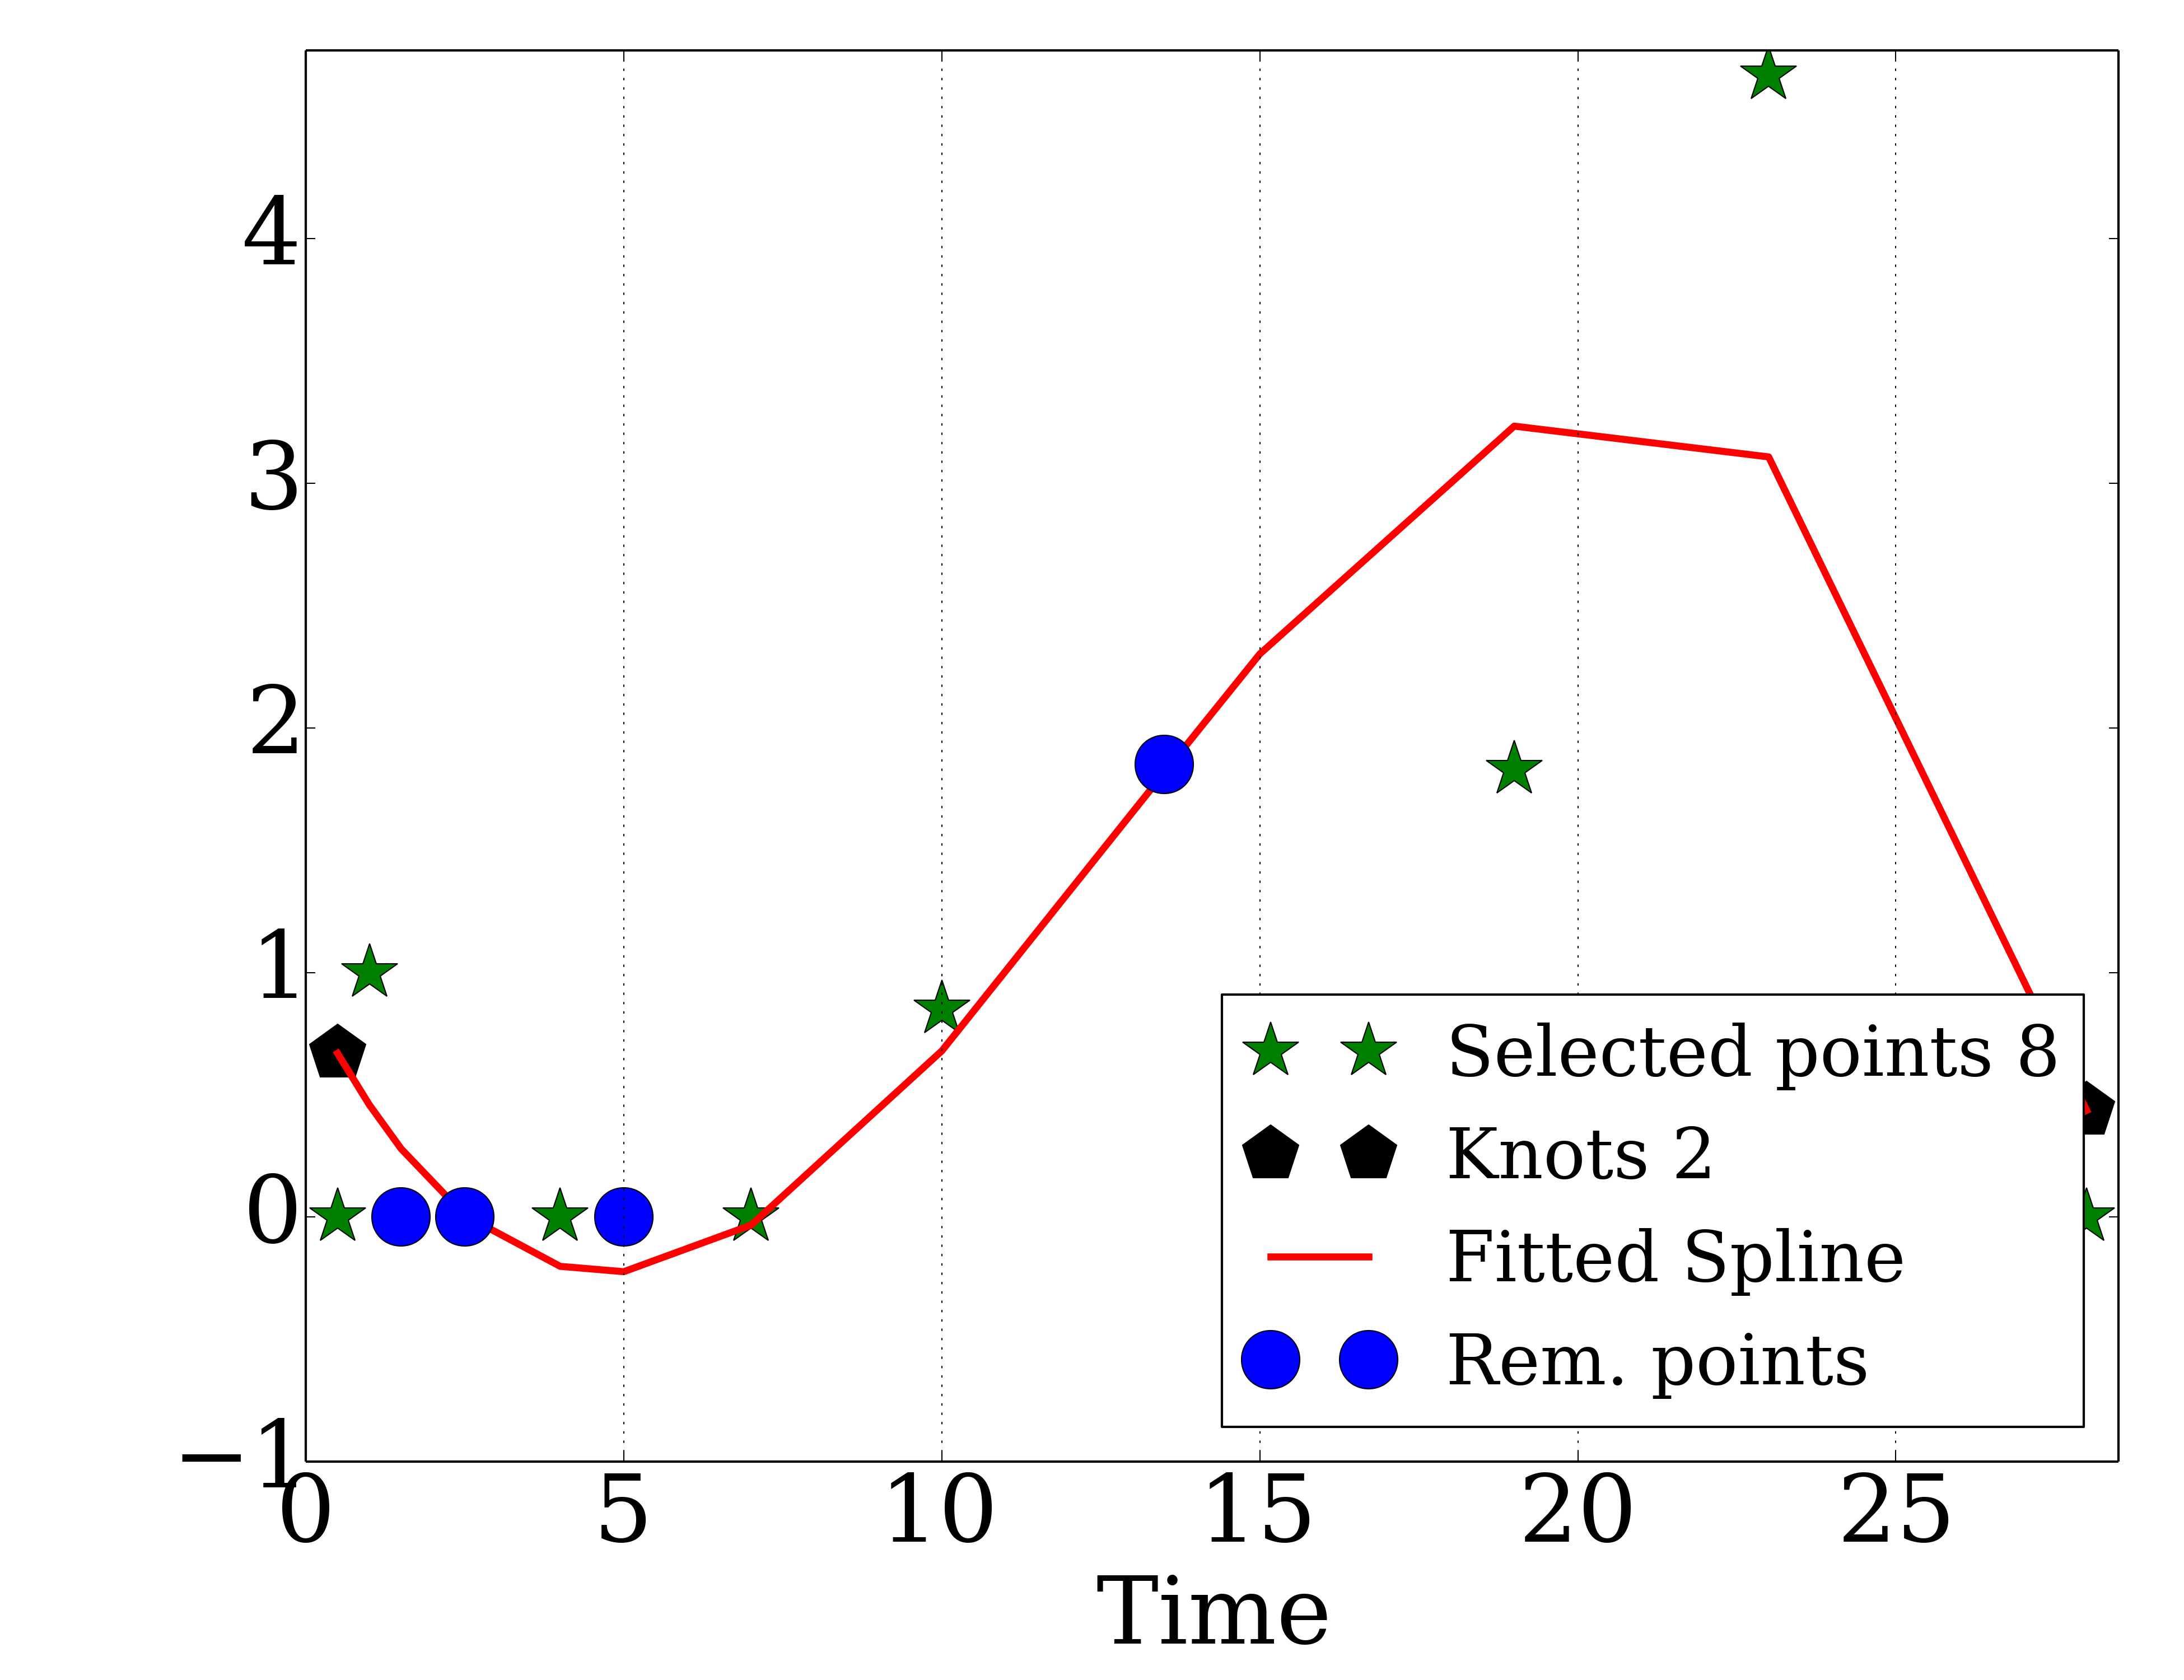 4
3
2
1
0
−1
0 5 10 15 20 25
Time
Selected points 8
Knots 2
Fitted Spline
Rem. points